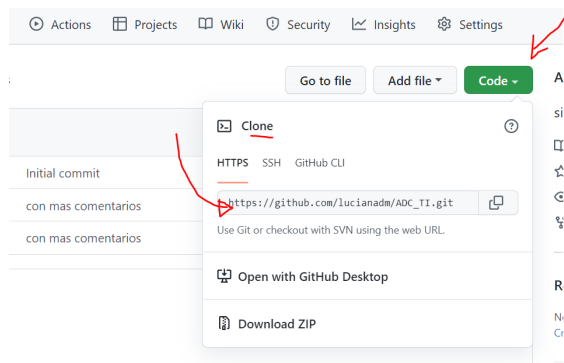 Actions Projects Wiki Security Insights Settings
Go to file Add file Code
Clone
HTTPS SSH GitHub CLI
Initial commit
https://github.com/lucianadm/ADC_TI.git
con mas comentarios
Use Git or checkout with SVN using the web URL.
con mas comentarios
Open with GitHub Desktop
Download ZIP